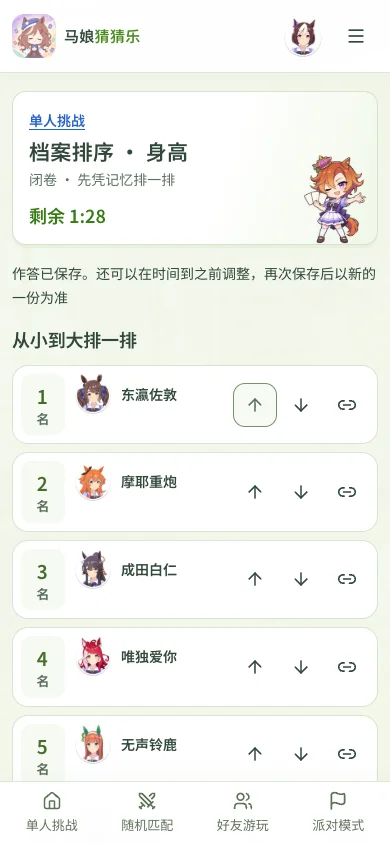 马娘猜猜乐
单人挑战
档案排序 · 身高
闭卷 · 先凭记忆排一排
剩余 1:28
作答已保存。还可以在时间到之前调整，再次保存后以新的
一份为准
从小到大排一排
1
名
东瀛佐敦
2
名
摩耶重炮
3
名
成田白仁
4
名
唯独爱你
5
名
无声铃鹿
单人挑战
随机匹配
好友游玩
派对模式